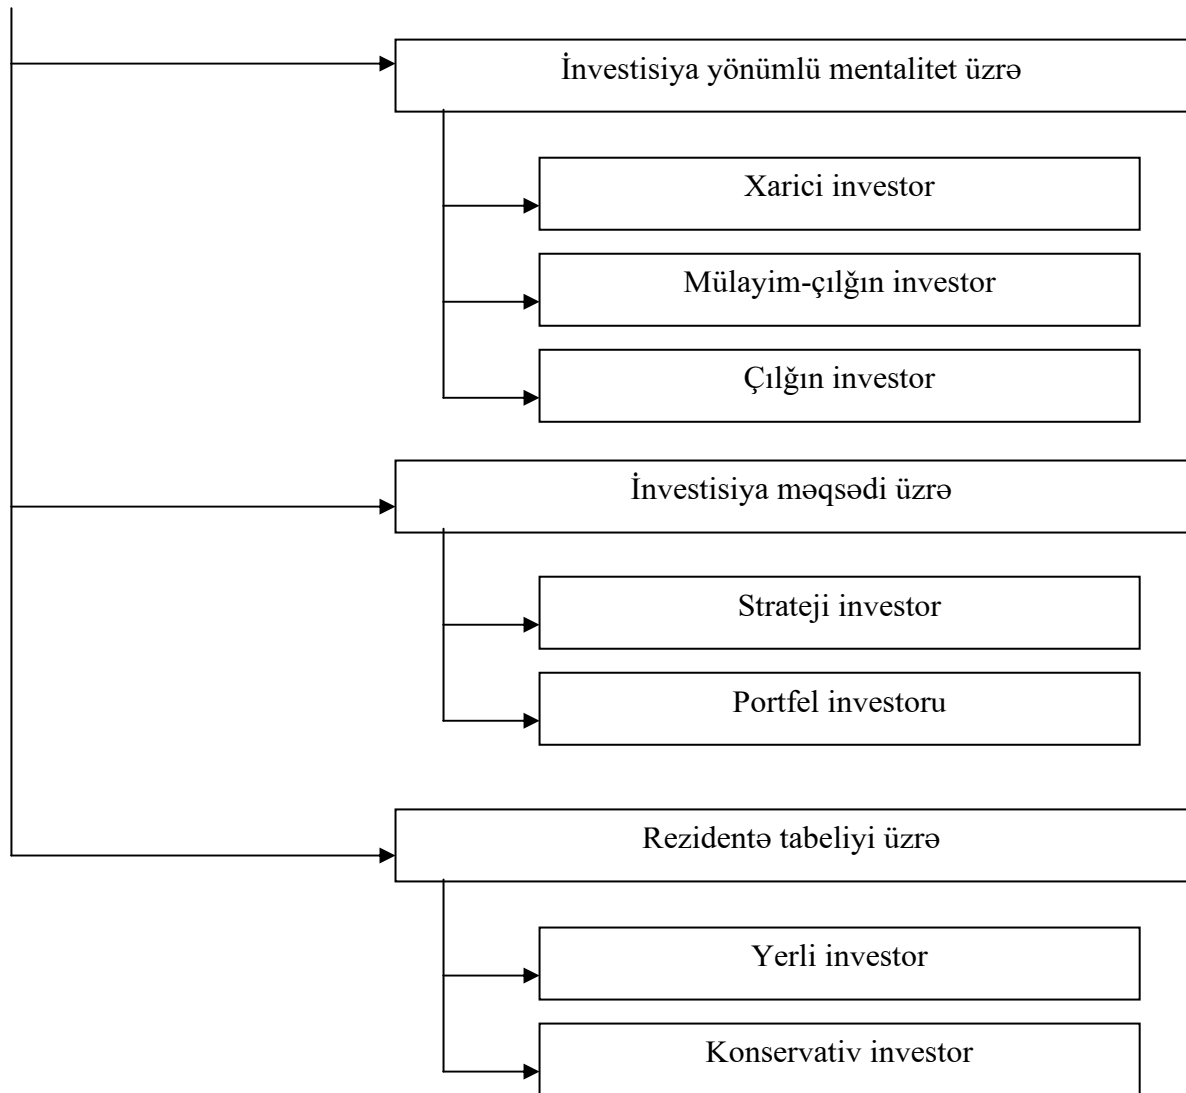 İnvestisiya yönümlü mentalitet üzrə
Xarici investor
Mülayim-çılğın investor
Çılğın investor
İnvestisiya məqsədi üzrə
Strateji investor
Portfel investoru
Rezidentə tabeliyi üzrə
Yerli investor
Konservativ investor